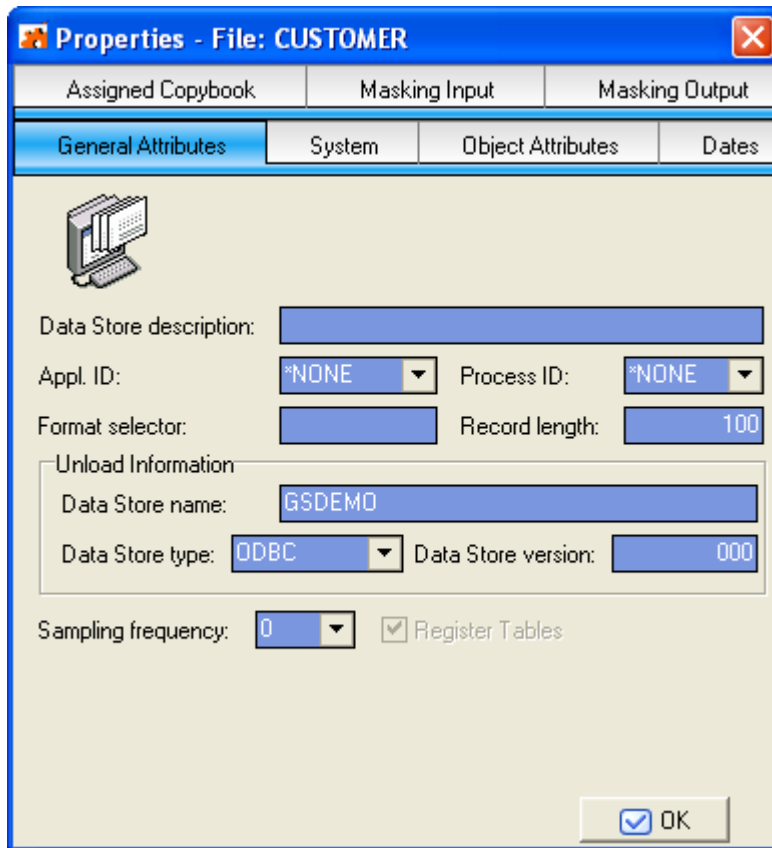 Properties - File: CUSTOMER
Assigned Copybook Masking Input Masking Output
General Attributes System Object Attributes Dates
Data Store description:
Appl. ID: *NONE Process ID: *NONE
Format selector: Record length: 100
Unload Information
Data Store name: GSDEMO
Data Store type: ODBC Data Store version: 000
Sampling frequency: 0 Register Tables
OK